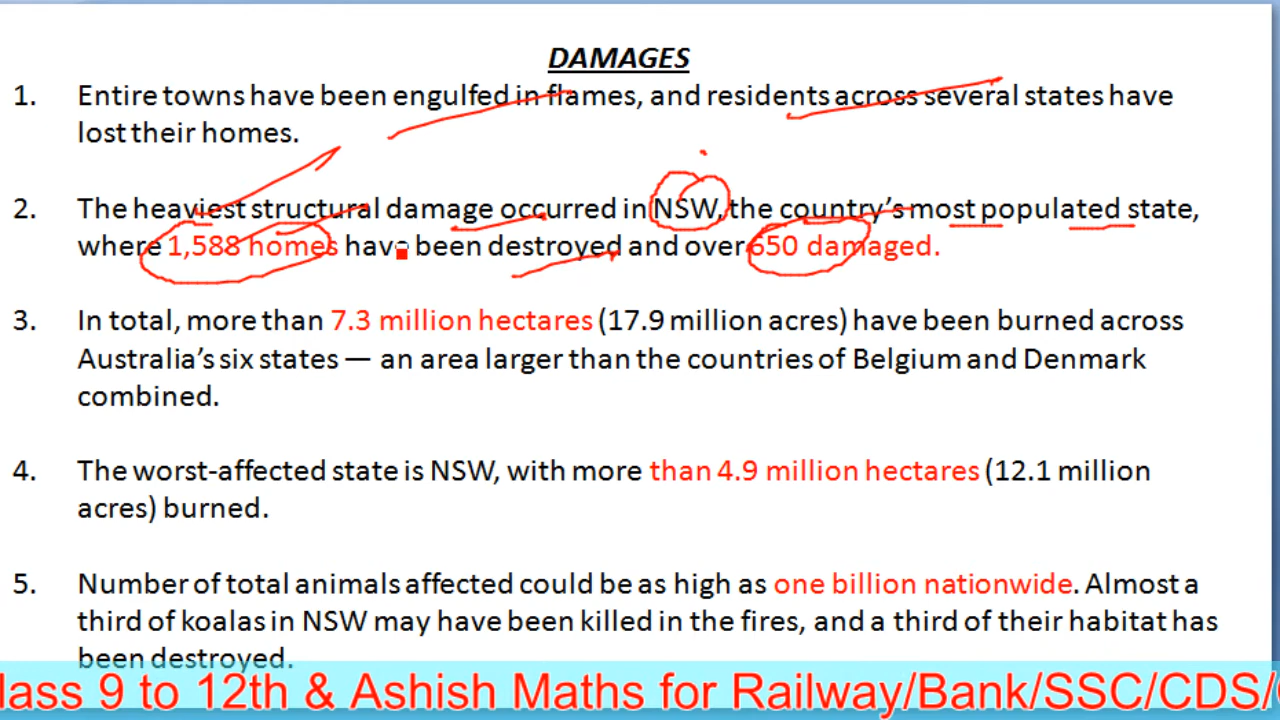 DAMAGES
1. Entire towns have been engulfed in flames, and residents across several states have
lost their homes.
2. The heaviest structural damage occurred in NSW, the country's most populated state,
where 1,588 homes have been destroyed and over 650 damaged.
3. In total, more than 7.3 million hectares (17.9 million acres) have been burned across
Australia's six states — an area larger than the countries of Belgium and Denmark
combined.
4. The worst-affected state is NSW, with more than 4.9 million hectares (12.1 million
acres) burned.
5. Number of total animals affected could be as high as one billion nationwide. Almost a
third of koalas in NSW may have been killed in the fires, and a third of their habitat has
been destroyed.
lass 9 to 12th & Ashish Maths for Railway/Bank/SSC/CDS/